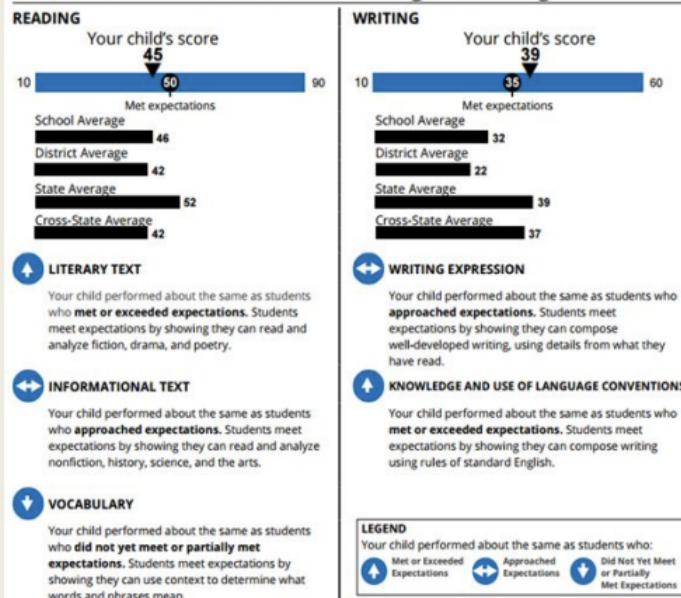 READING
Your child's score
45
10 50 90
Met expectations
School Average
46
District Average
42
State Average
52
Cross-State Average
42
LITERARY TEXT
Your child performed about the same as students
who met or exceeded expectations. Students
meet expectations by showing they can read and
analyze fiction, drama, and poetry.
INFORMATIONAL TEXT
Your child performed about the same as students
who approached expectations. Students meet
expectations by showing they can read and analyze
nonfiction, history, science, and the arts.
VOCABULARY
Your child performed about the same as students
who did not yet meet or partially met
expectations. Students meet expectations by
showing they can use context to determine what
words and phrases mean.
WRITING
Your child's score
39
10 35 60
Met expectations
School Average
32
District Average
22
State Average
39
Cross-State Average
37
WRITING EXPRESSION
Your child performed about the same as students who
approached expectations. Students meet
expectations by showing they can compose
well-developed writing, using details from what they
have read.
KNOWLEDGE AND USE OF LANGUAGE CONVENTIONS
Your child performed about the same as students who
met or exceeded expectations. Students meet
expectations by showing they can compose writing
using rules of standard English.
LEGEND
Your child performed about the same as students who:
Met or Exceeded
Expectations
Approached
Expectations
Did Not Yet Meet
or Partially
Met Expectations